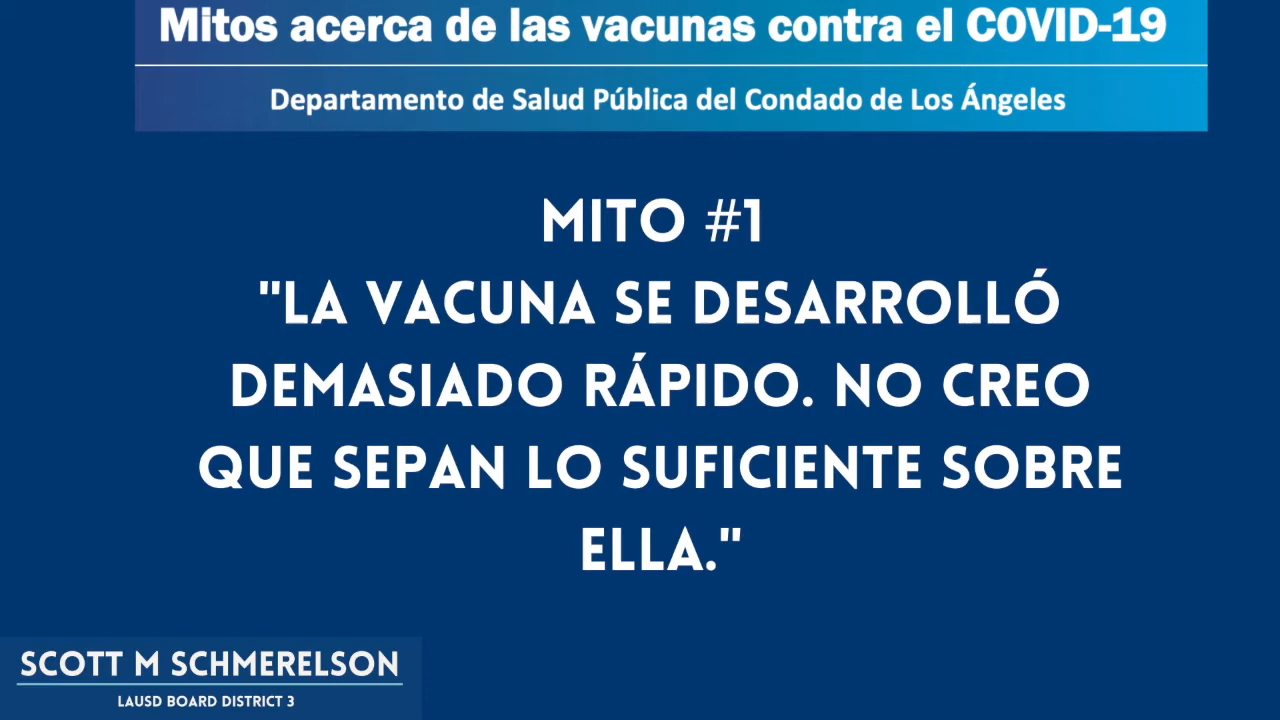 Mitos acerca de las vacunas contra el COVID-19
Departamento de Salud Pública del Condado de Los Ángeles
MITO #1
"LA VACUNA SE DESARROLLÓ
DEMASIADO RÁPIDO. NO CREO
QUE SEPAN LO SUFICIENTE SOBRE
ELLA."
SCOTT M SCHMERELSON
LAUSD BOARD DISTRICT 3